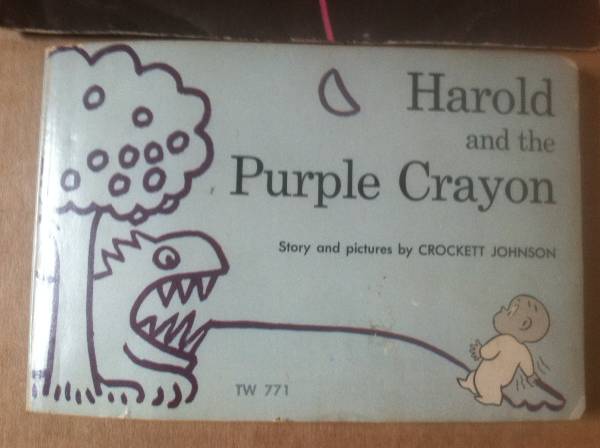 Harold
and the
Purple Crayon
Story and pictures by CROCKETT JOHNSON
TW 771